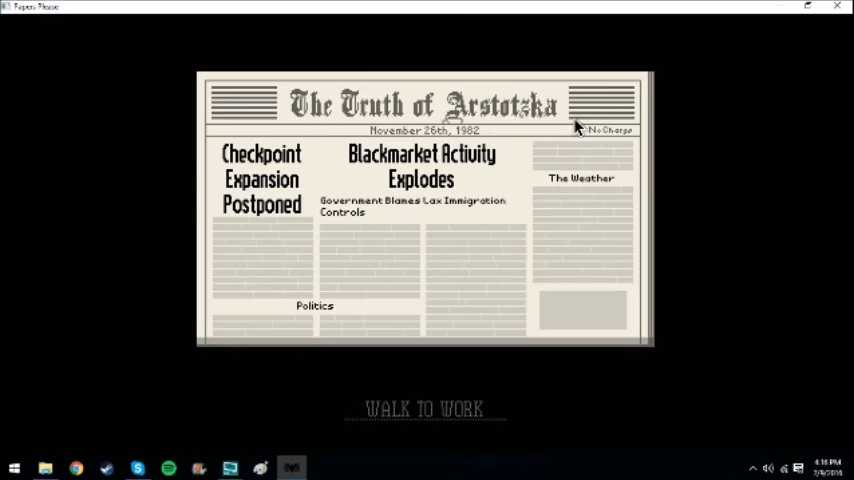 Papers Please
The Truth of Arstotzka
November 26th, 1982
No Charge
Checkpoint
Expansion
Postponed
Blackmarket Activity
Explodes
Government Blames Lax Immigration
Controls
The Weather
Politics
WALK TO WORK
4:16 PM